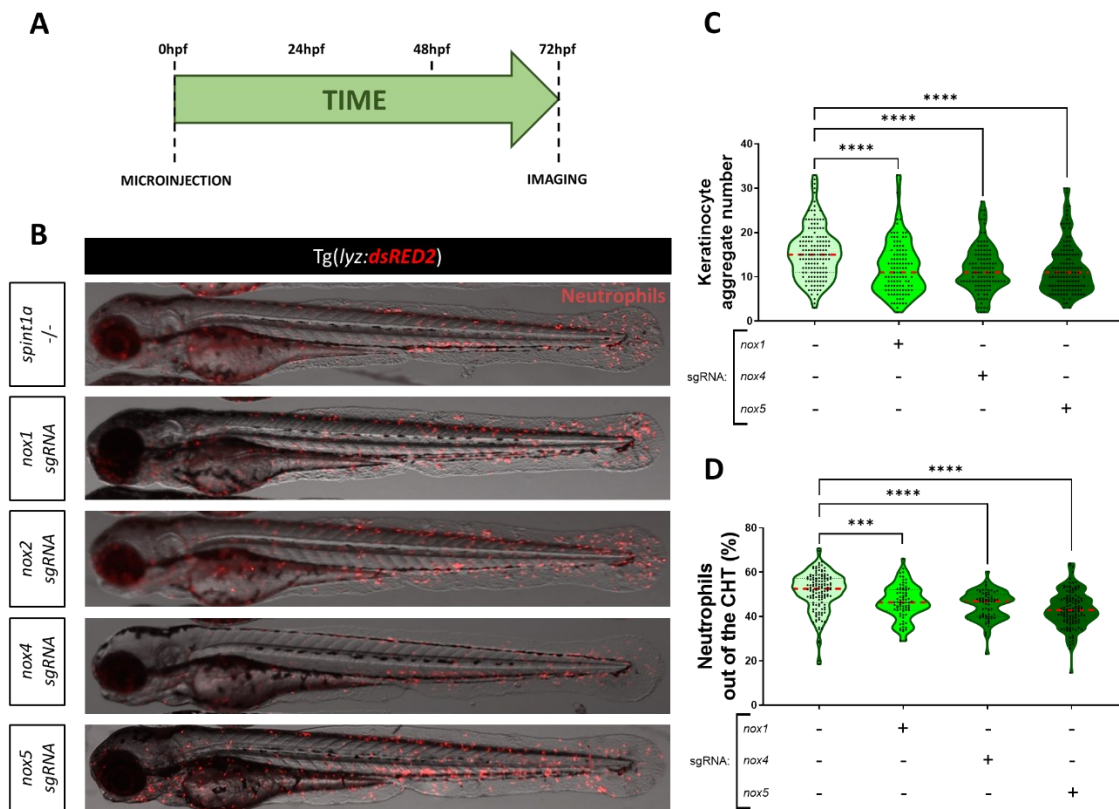 A
0hpf 24hpf 48hpf 72hpf
TIME
MICROINJECTION IMAGING
B
Tg(lyz:dsRED2)
Neutrophils
spint1a
-/-
nox1
sgRNA
nox2
sgRNA
nox4
sgRNA
nox5
sgRNA
C
****
****
****
Keratinocyte
aggregate number
40
30
20
10
0
sgRNA:
nox1 - + - -
nox4 - - + -
nox5 - - - +
D
****
****
***
Neutrophils
out of the CHT (%)
80
60
40
20
0
sgRNA:
nox1 - + - -
nox4 - - + -
nox5 - - - +